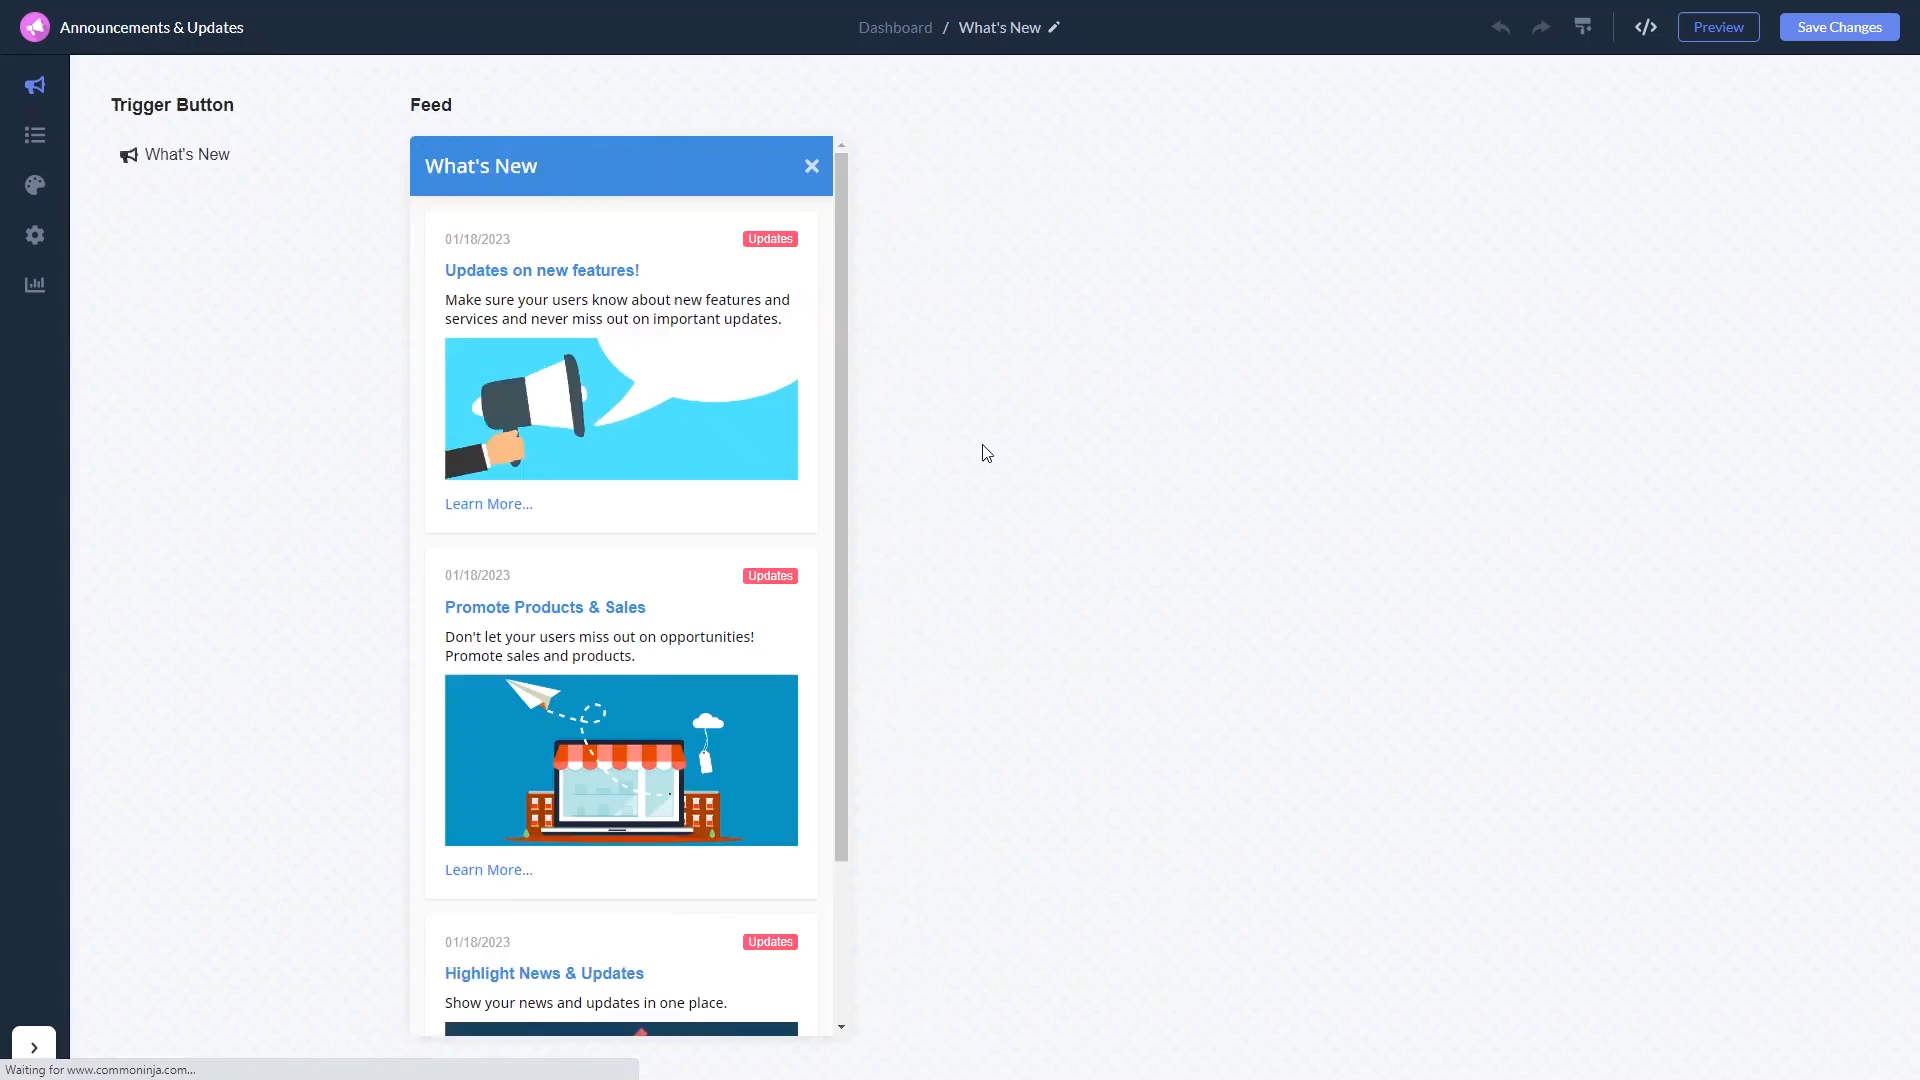 Announcements & Updates
Dashboard / What's New
</>
Preview
Save Changes
Trigger Button
What's New
Feed
What's New
01/18/2023
Updates
Updates on new features!
Make sure your users know about new features and
services and never miss out on important updates.
Learn More...
01/18/2023
Updates
Promote Products & Sales
Don't let your users miss out on opportunities!
Promote sales and products.
Learn More...
01/18/2023
Updates
Highlight News & Updates
Show your news and updates in one place.
Waiting for www.commoninja.com...